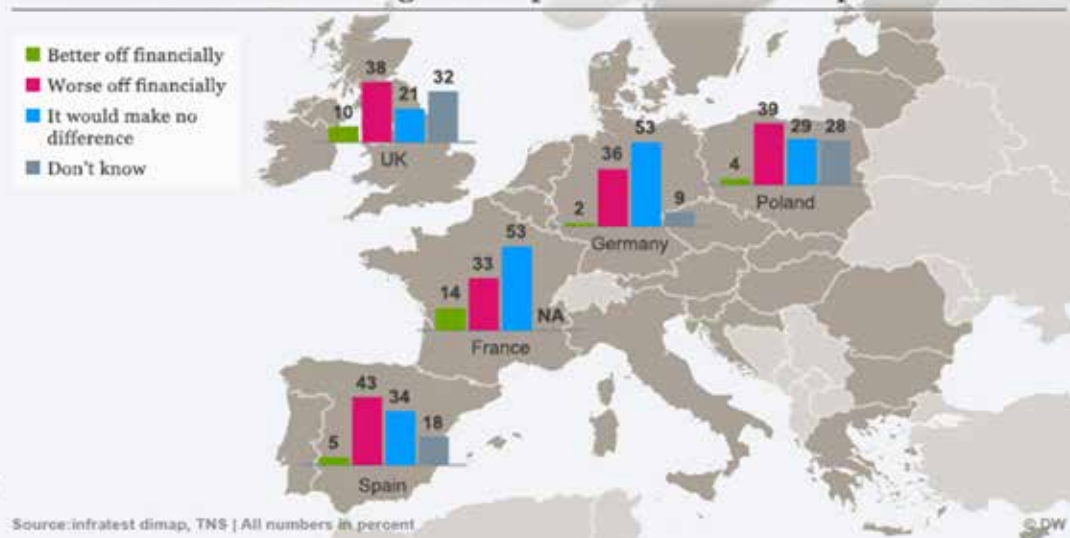 Better off financially
Worse off financially
It would make no
difference
Don't know
10
38
21
32
UK
2
36
53
9
Germany
4
39
29
28
Poland
14
33
53
NA
France
5
43
34
18
Spain
Source:infratest dimap, TNS | All numbers in percent
© DW